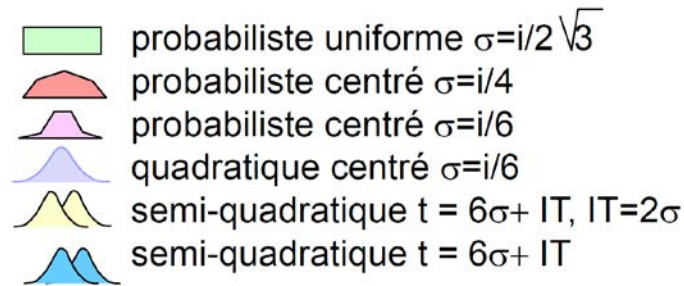 probabiliste uniforme σ=i/2√3
probabiliste centré σ=i/4
probabiliste centré σ=i/6
quadratique centré σ=i/6
semi-quadratique t = 6σ+ IT, IT=2σ
semi-quadratique t = 6σ+ IT